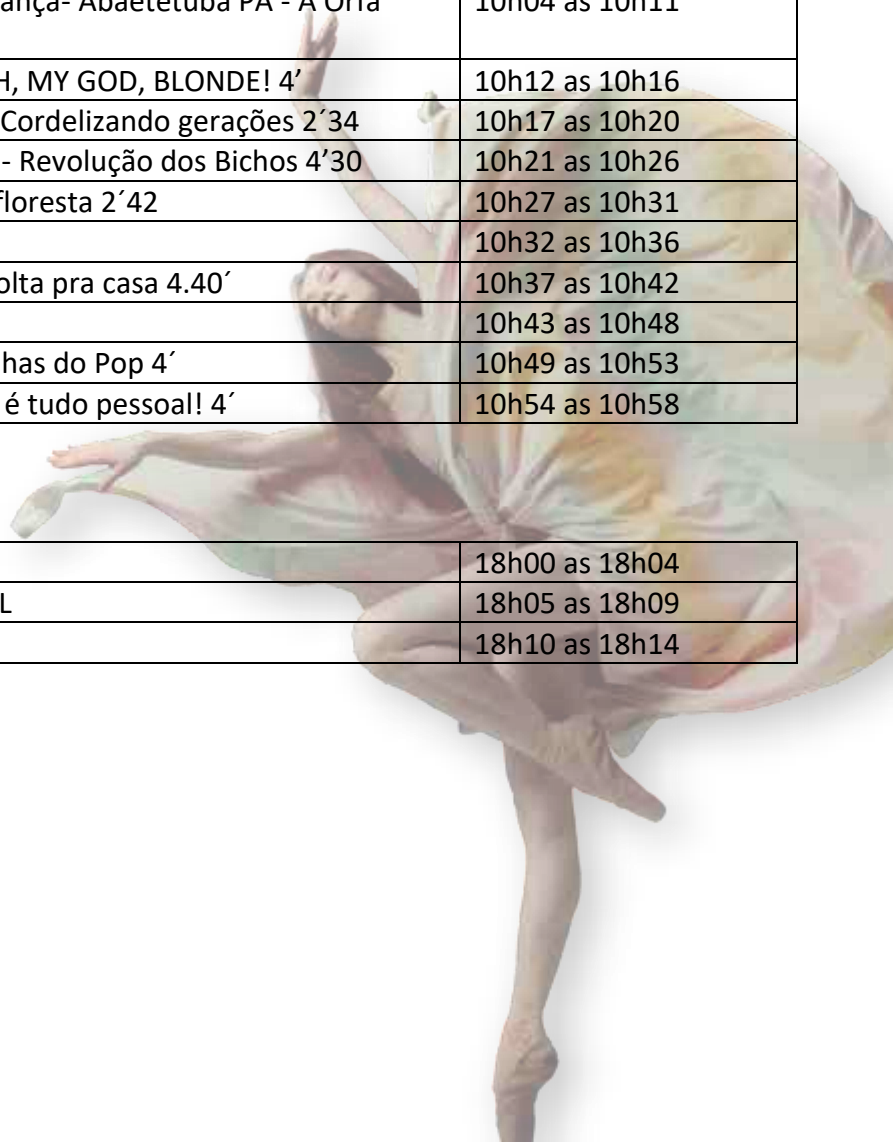 ança- Abaetetuba PA - A Orfã 10h04 as 10h11
H, MY GOD, BLONDE! 4’ 10h12 as 10h16
Cordelizando gerações 2´34 10h17 as 10h20
- Revolução dos Bichos 4’30 10h21 as 10h26
floresta 2´42 10h27 as 10h31
10h32 as 10h36
olta pra casa 4.40´ 10h37 as 10h42
10h43 as 10h48
has do Pop 4´ 10h49 as 10h53
é tudo pessoal! 4´ 10h54 as 10h58
18h00 as 18h04
L 18h05 as 18h09
18h10 as 18h14